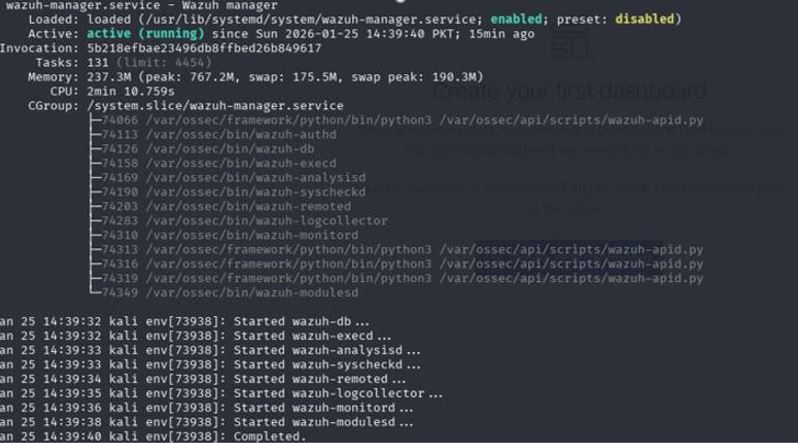 wazuh-manager.service - Wazuh manager
Loaded: loaded (/usr/lib/systemd/system/wazuh-manager.service; enabled; preset: disabled)
Active: active (running) since Sun 2026-01-25 14:39:40 PKT; 15min ago
Invocation: 5b218efbae23496db8ffbed26b849617
Tasks: 131 (limit: 4454)
Memory: 237.3M (peak: 767.2M, swap: 175.5M, swap peak: 190.3M)
Create your first dashboard
CPU: 2min 10.759s
CGroup: /system.slice/wazuh-manager.service
├─74066 /var/ossec/framework/python/bin/python3 /var/ossec/api/scripts/wazuh-apid.py
├─74113 /var/ossec/bin/wazuh-authd
├─74126 /var/ossec/bin/wazuh-db
├─74158 /var/ossec/bin/wazuh-execd
├─74169 /var/ossec/bin/wazuh-analysisd
├─74190 /var/ossec/bin/wazuh-syscheckd
├─74203 /var/ossec/bin/wazuh-remoted
├─74283 /var/ossec/bin/wazuh-logcollector
├─74310 /var/ossec/bin/wazuh-monitord
├─74313 /var/ossec/framework/python/bin/python3 /var/ossec/api/scripts/wazuh-apid.py
├─74316 /var/ossec/framework/python/bin/python3 /var/ossec/api/scripts/wazuh-apid.py
├─74319 /var/ossec/framework/python/bin/python3 /var/ossec/api/scripts/wazuh-apid.py
└─74349 /var/ossec/bin/wazuh-modulesd
an 25 14:39:32 kali env[73938]: Started wazuh-db...
an 25 14:39:32 kali env[73938]: Started wazuh-execd...
an 25 14:39:33 kali env[73938]: Started wazuh-analysisd...
an 25 14:39:33 kali env[73938]: Started wazuh-syscheckd...
an 25 14:39:34 kali env[73938]: Started wazuh-remoted...
an 25 14:39:35 kali env[73938]: Started wazuh-logcollector...
an 25 14:39:36 kali env[73938]: Started wazuh-monitord...
an 25 14:39:38 kali env[73938]: Started wazuh-modulesd...
an 25 14:39:40 kali env[73938]: Completed.